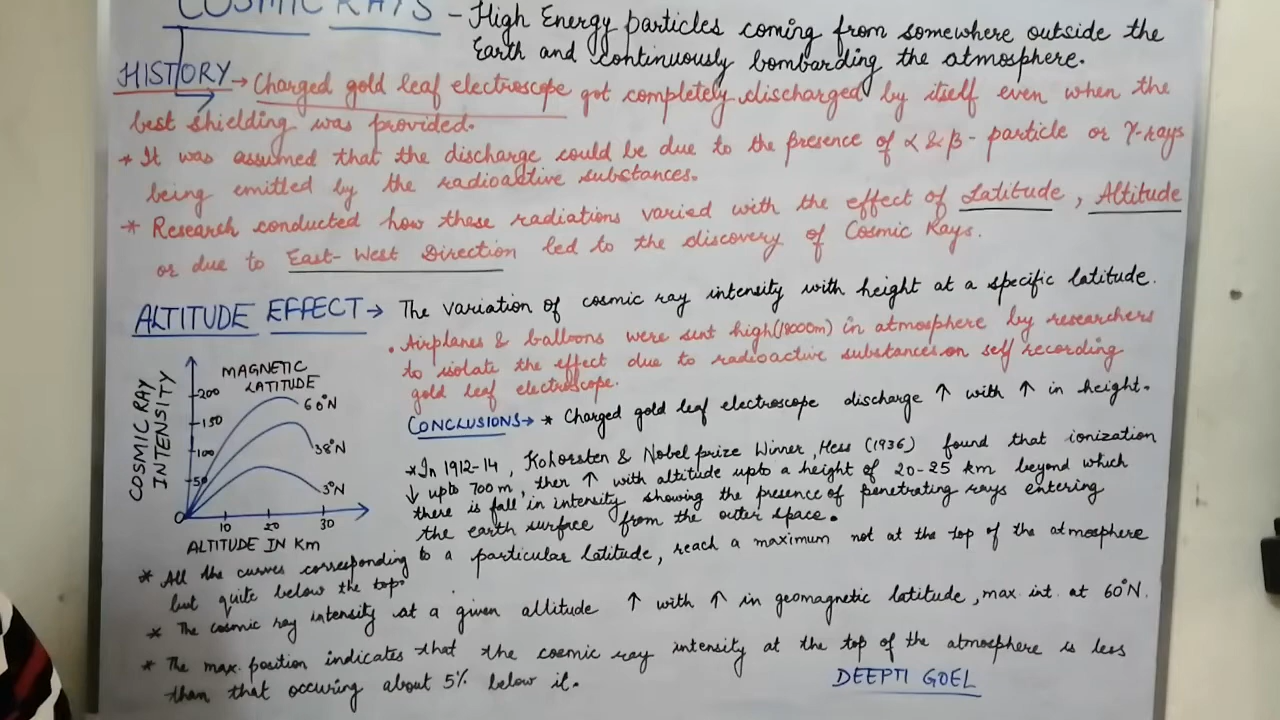 COSMIC RAYS - High Energy particles coming from somewhere outside the
Earth and continuously bombarding the atmosphere.
HISTORY → Charged gold leaf electroscope got completely discharged by itself even when the
best shielding was provided.
* It was assumed that the discharge could be due to the presence of α & β- particle or γ-rays
being emitted by the radioactive substances.
* Research conducted how these radiations varied with the effect of Latitude, Altitude
or due to East-West Direction led to the discovery of Cosmic Rays.
ALTITUDE EFFECT → The variation of cosmic ray intensity with height at a specific latitude.
. Airplanes & balloons were sent high (18000m) in atmosphere by researchers
to isolate the effect due to radioactive substances on self recording
gold leaf electroscope.
CONCLUSIONS → * Charged gold leaf electroscope discharge ↑ with ↑ in height.
* In 1912-14, Kohorsten & Nobel prize Winner, Hess (1936) found that ionization
↓ upto 700m, then ↑ with altitude upto a height of 20-25 km beyond which
there is fall in intensity showing the presence of penetrating rays entering
the earth surface from the outer space.
COSMIC RAY
INTENSITY
MAGNETIC
LATITUDE
200
150
100
50
0
60°N
38°N
3°N
10 20 30
ALTITUDE IN Km
* All the curves corresponding to a particular latitude, reach a maximum not at the top of the atmosphere
but quite below the top.
* The cosmic ray intensity at a given altitude ↑ with ↑ in geomagnetic latitude, max. int. at 60°N.
* The max. position indicates that the cosmic ray intensity at the top of the atmosphere is less
than that occuring about 5% below it.
DEEPTI GOEL